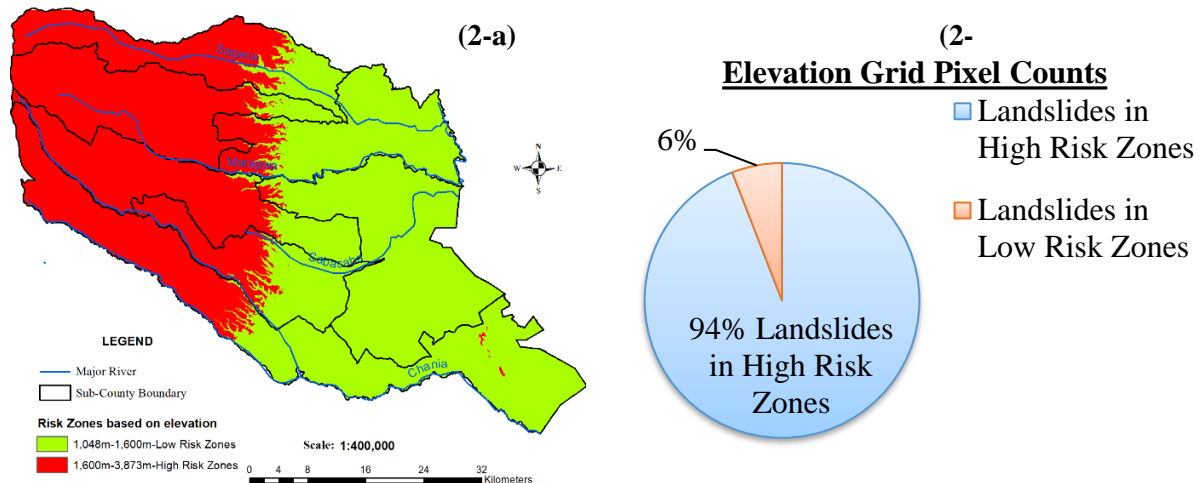 (2-a)
Sagana
Maragua
Sabasaba
Chania
N
W E
S
LEGEND
Major River
Sub-County Boundary
Risk Zones based on elevation
1,048m-1,600m-Low Risk Zones
1,600m-3,873m-High Risk Zones
Scale: 1:400,000
0 2 4 8 16 24 32
Kilometers
(2-
Elevation Grid Pixel Counts
Landslides in
High Risk Zones
Landslides in
Low Risk Zones
6%
94% Landslides
in High Risk
Zones